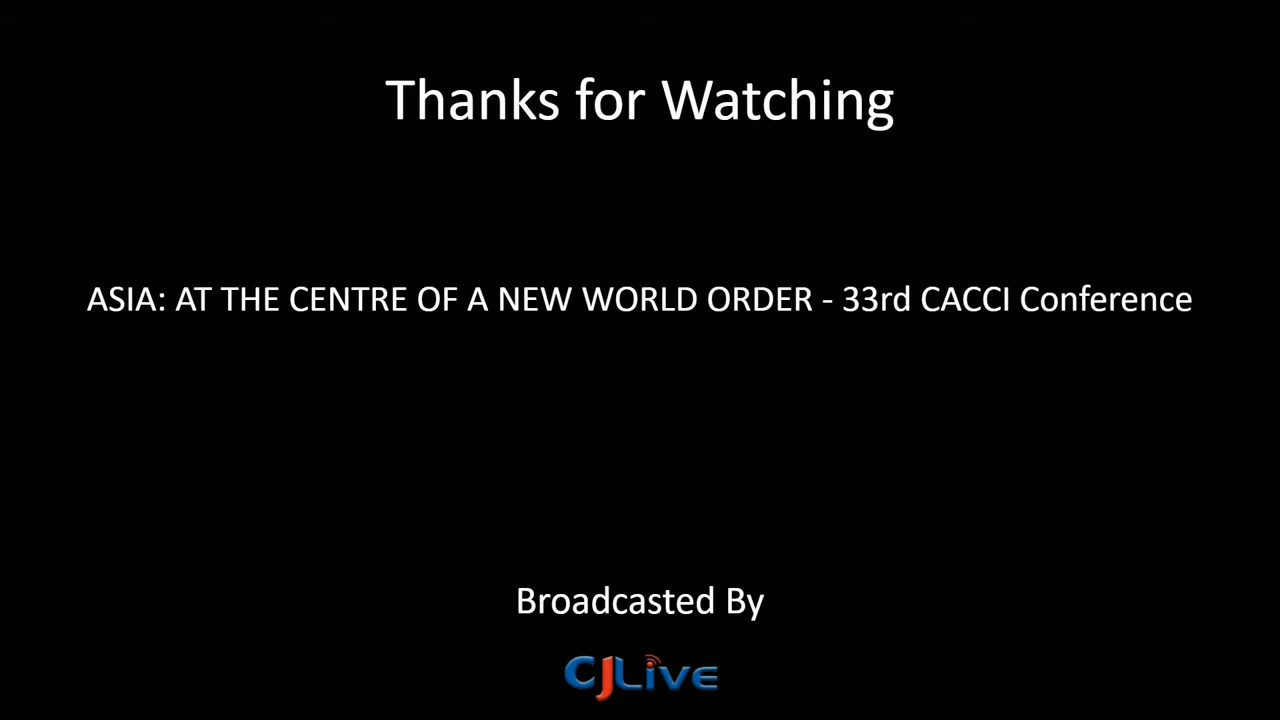 Thanks for Watching
ASIA: AT THE CENTRE OF A NEW WORLD ORDER - 33rd CACCI Conference
Broadcasted By
CJLive